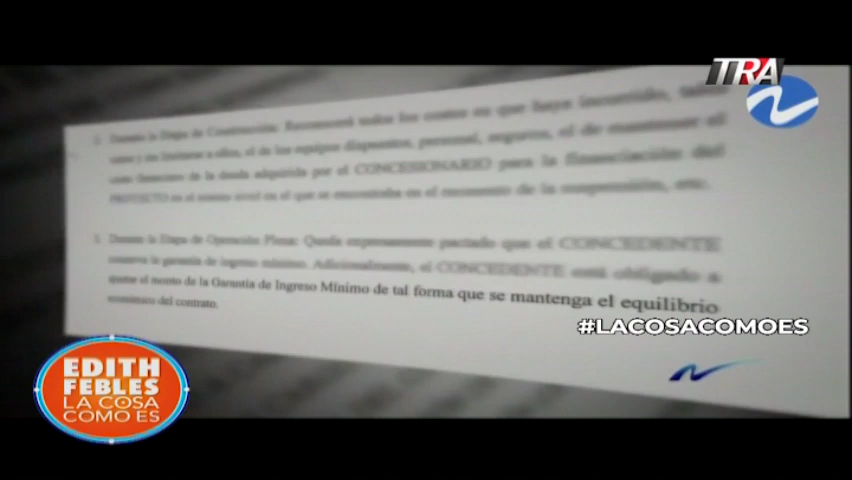 TRA
2. Durante la Etapa de Construcción: Reconocerá todos los costos en que haya incurrido, tales
como y sin limitarse a ellos, el de los equipos dispuestos, personal, seguros, el de mantener el
costo financiero de la deuda adquirida por el CONCESIONARIO para la financiación del
PROYECTO en el mismo nivel en el que se encontraba en el momento de la suspensión, etc.
Durante la Etapa de Operación Plena: Queda expresamente pactado que el CONCEDENTE
conserva la garantía de ingreso mínimo. Adicionalmente, el CONCEDENTE está obligado a
ajustar el monto de la Garantía de Ingreso Mínimo de tal forma que se mantenga el equilibrio
económico del contrato.
#LACOSACOMOES
EDITH
FEBLES
LA COSA
COMO ES